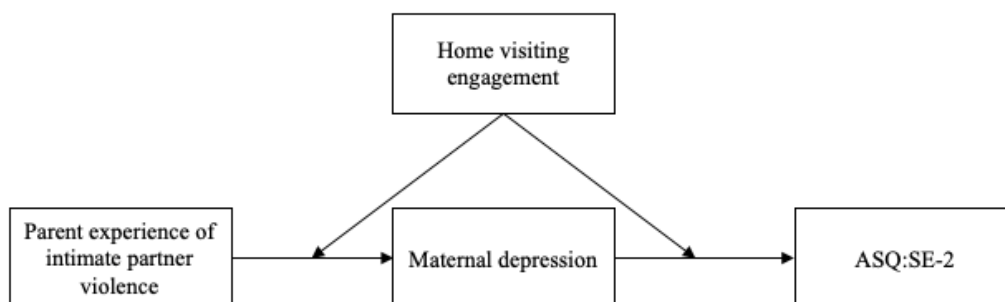 Home visiting
engagement
Parent experience of
intimate partner
violence
Maternal depression
ASQ:SE-2